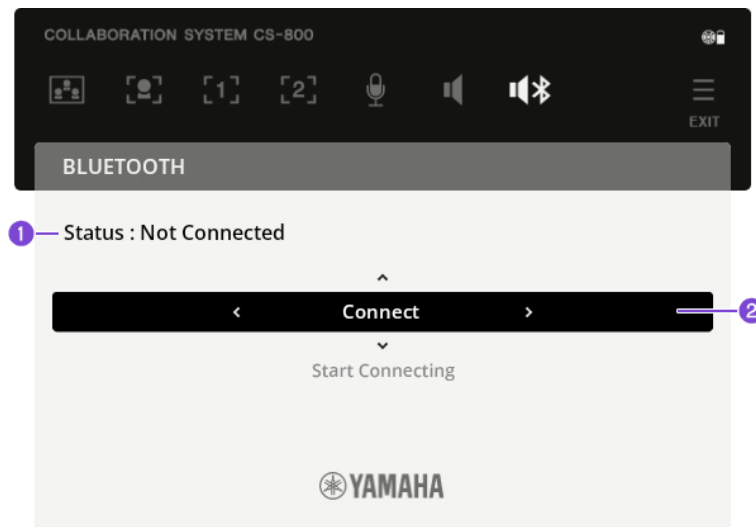 COLLABORATION SYSTEM CS-800
[1] [2]
EXIT
BLUETOOTH
1 Status : Not Connected
< Connect > 2
Start Connecting
YAMAHA